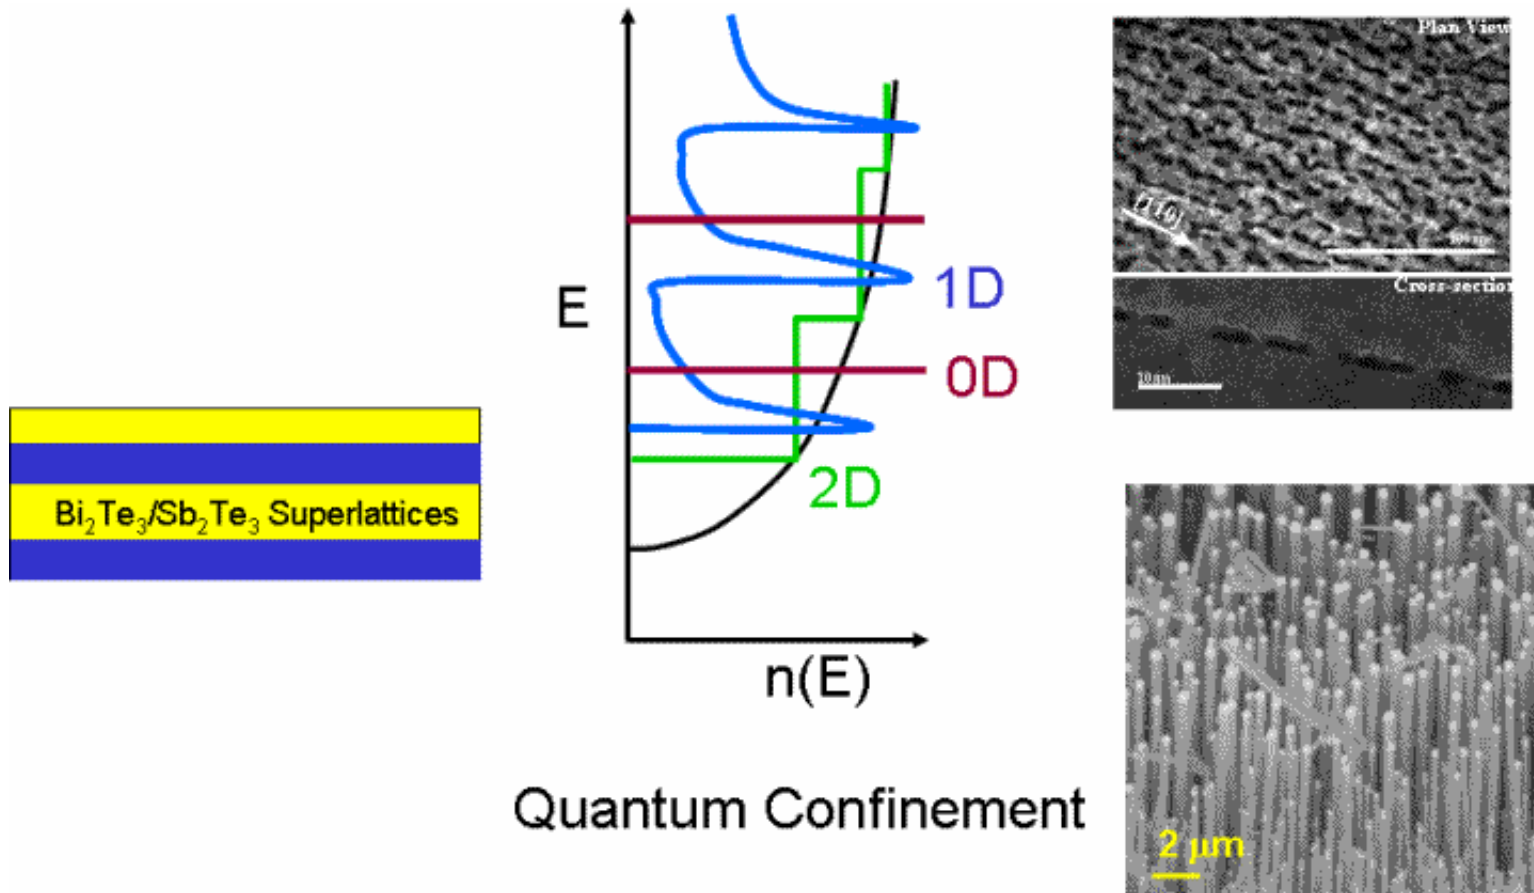 Bi₂Te₃/Sb₂Te₃ Superlattices
E
1D
0D
2D
n(E)
Quantum Confinement
Plan View
Cross-section
2 μm